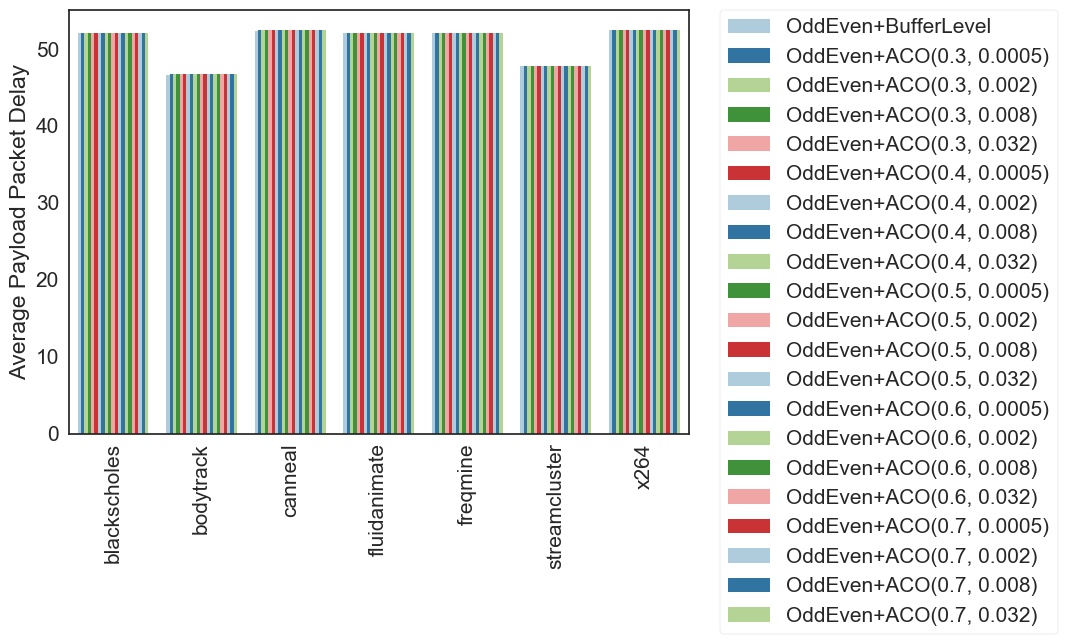 Average Payload Packet Delay
50
40
30
20
10
0
blackscholes
bodytrack
canneal
fluidanimate
freqmine
streamcluster
x264
OddEven+BufferLevel
OddEven+ACO(0.3, 0.0005)
OddEven+ACO(0.3, 0.002)
OddEven+ACO(0.3, 0.008)
OddEven+ACO(0.3, 0.032)
OddEven+ACO(0.4, 0.0005)
OddEven+ACO(0.4, 0.002)
OddEven+ACO(0.4, 0.008)
OddEven+ACO(0.4, 0.032)
OddEven+ACO(0.5, 0.0005)
OddEven+ACO(0.5, 0.002)
OddEven+ACO(0.5, 0.008)
OddEven+ACO(0.5, 0.032)
OddEven+ACO(0.6, 0.0005)
OddEven+ACO(0.6, 0.002)
OddEven+ACO(0.6, 0.008)
OddEven+ACO(0.6, 0.032)
OddEven+ACO(0.7, 0.0005)
OddEven+ACO(0.7, 0.002)
OddEven+ACO(0.7, 0.008)
OddEven+ACO(0.7, 0.032)